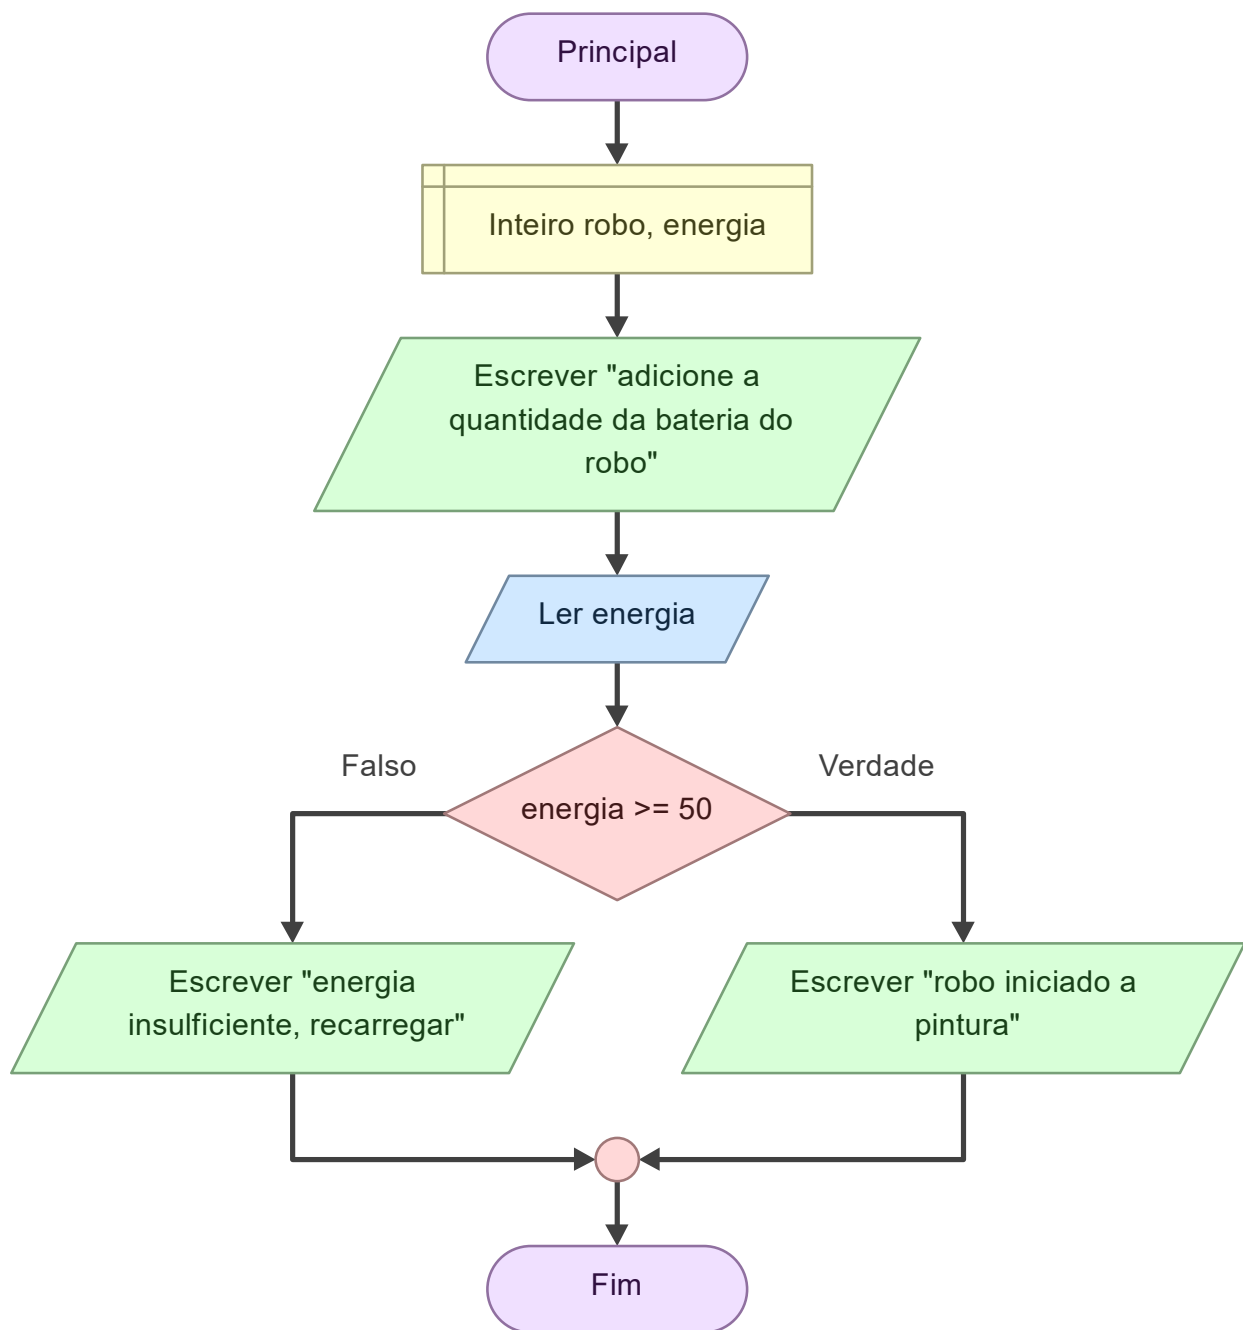 Principal
Inteiro robo, energia
Escrever "adicione a
quantidade da bateria do
robo"
Ler energia
Falso
Verdade
energia >= 50
Escrever "energia
insulficiente, recarregar"
Escrever "robo iniciado a
pintura"
Fim